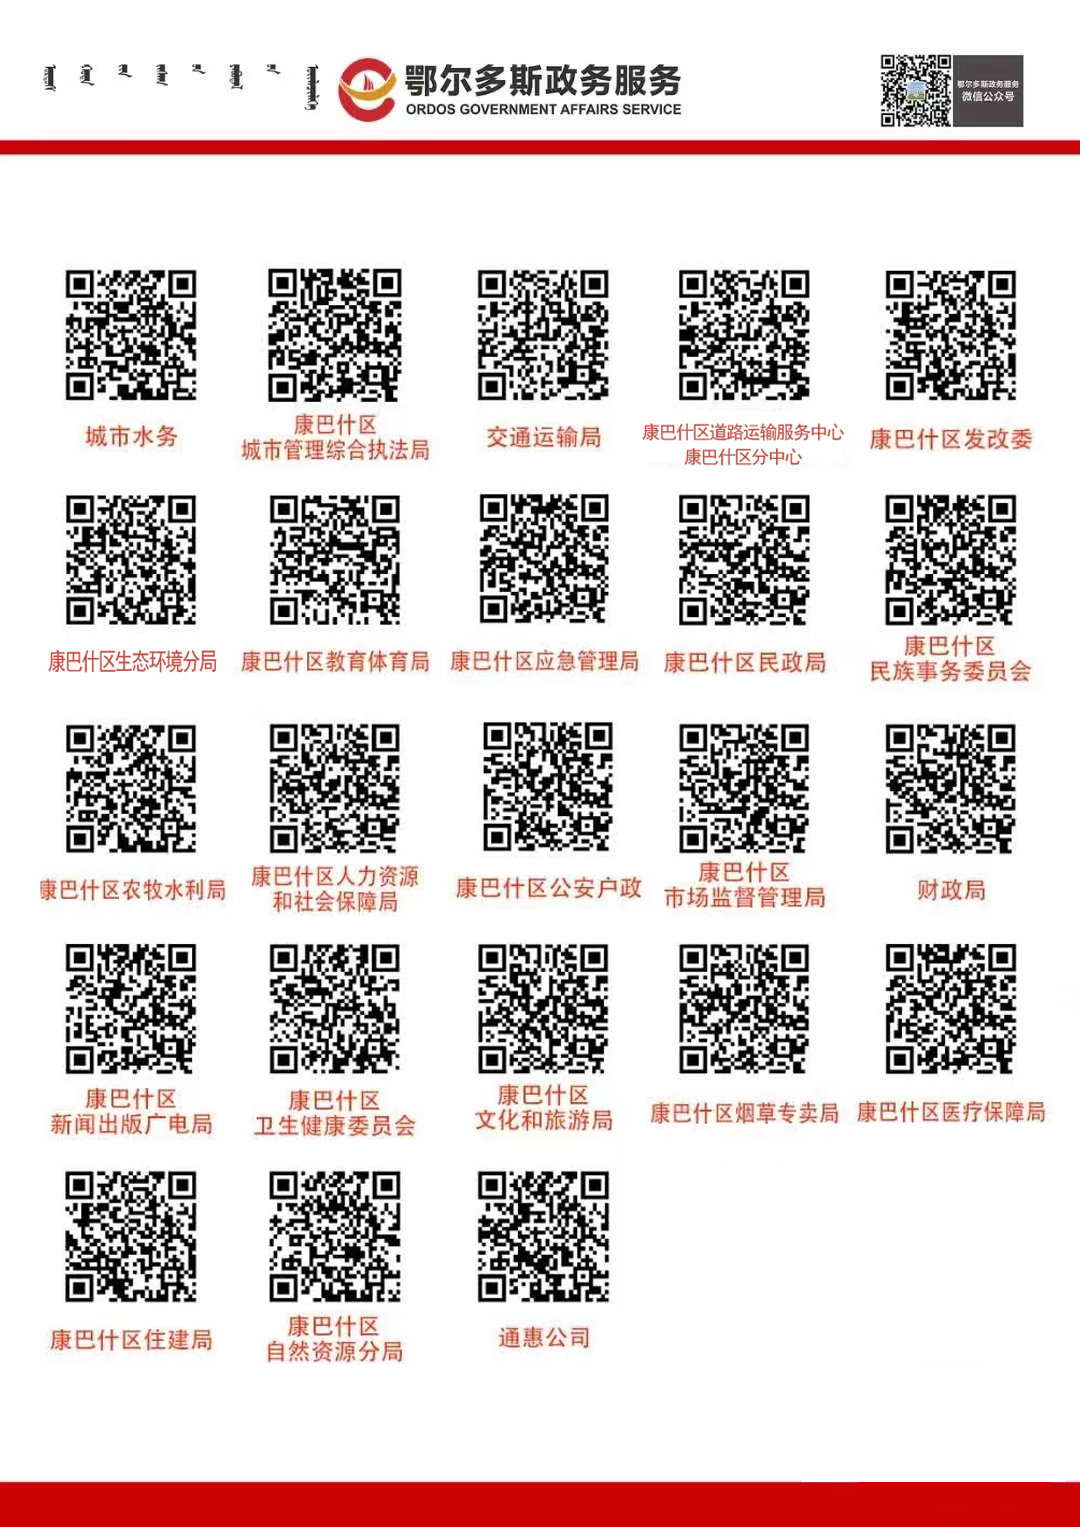 鄂尔多斯政务服务
ORDOS GOVERNMENT AFFAIRS SERVICE
鄂尔多斯政务服务
微信公众号
城市水务
康巴什区
城市管理综合执法局
交通运输局
康巴什区道路运输服务中心
康巴什区分中心
康巴什区发改委
康巴什区生态环境分局
康巴什区教育体育局
康巴什区应急管理局
康巴什区民政局
康巴什区
民族事务委员会
康巴什区农牧水利局
康巴什区人力资源
和社会保障局
康巴什区公安户政
康巴什区
市场监督管理局
财政局
康巴什区
新闻出版广电局
康巴什区
卫生健康委员会
康巴什区
文化和旅游局
康巴什区烟草专卖局
康巴什区医疗保障局
康巴什区住建局
康巴什区
自然资源分局
通惠公司